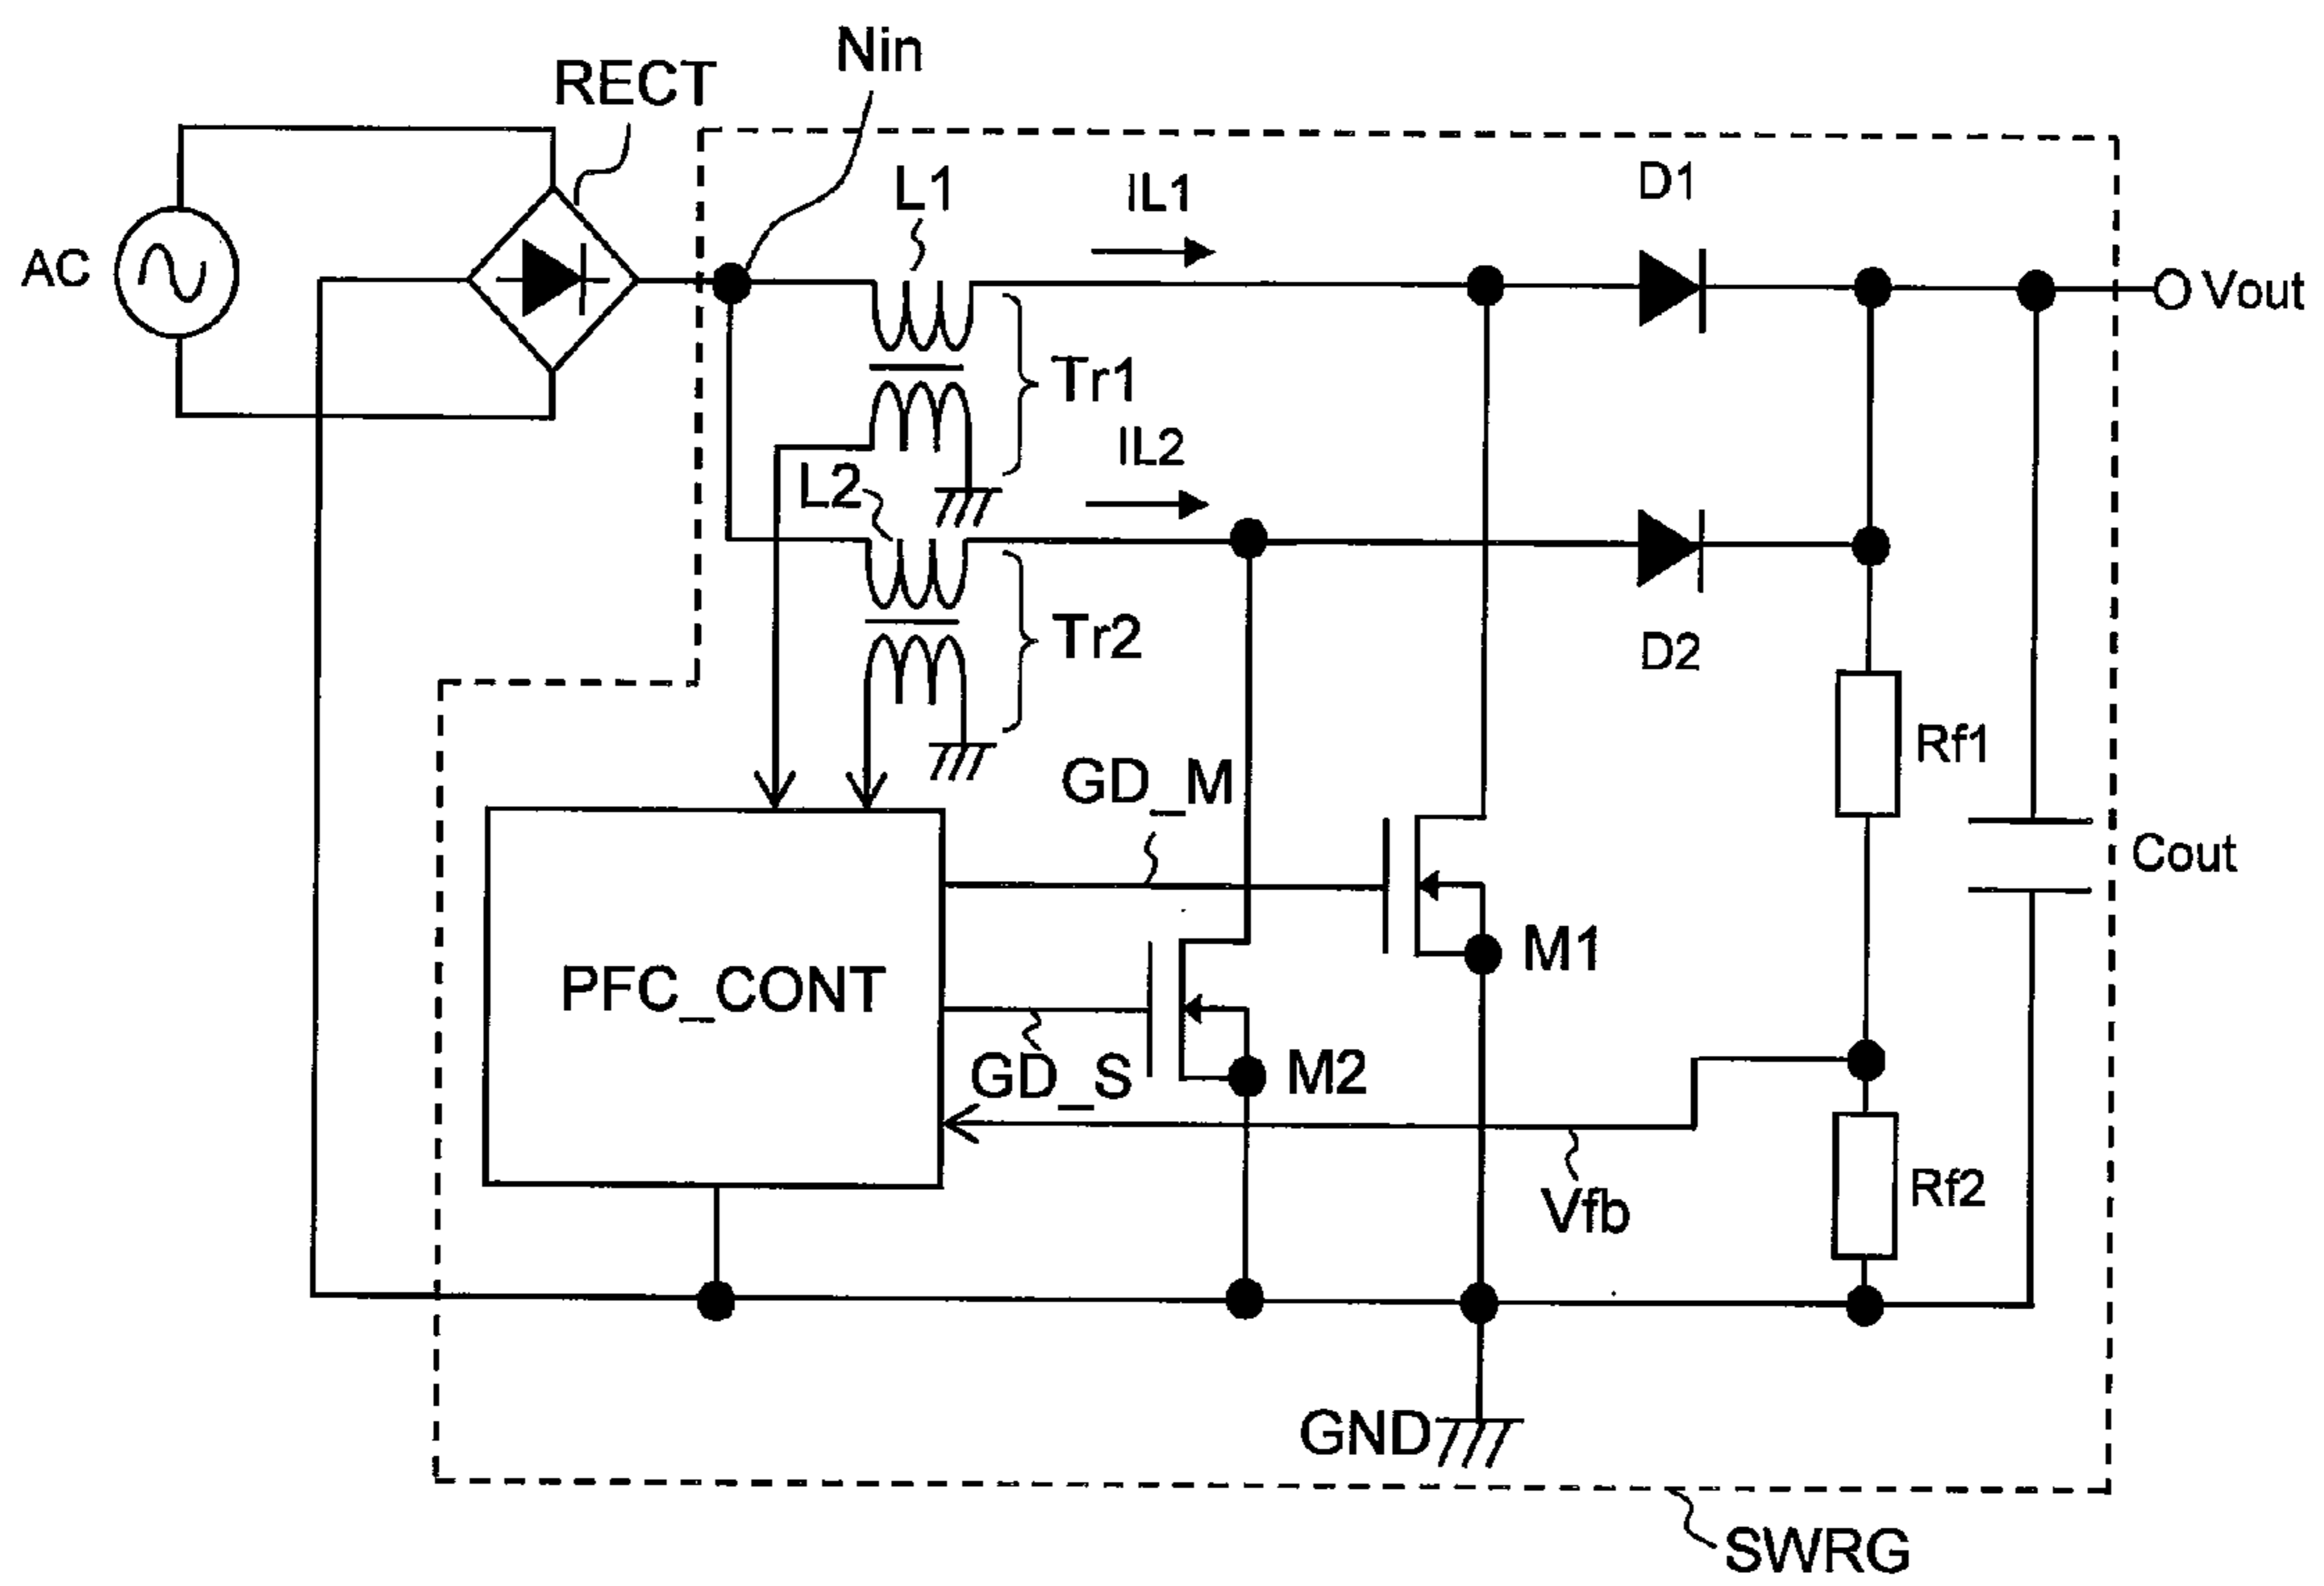 Nin
RECT
L1
IL1
D1
AC
Vout
Tr1
IL2
L2
Tr2
D2
Rf1
GD_M
Cout
M1
PFC_CONT
GD_S
M2
Rf2
Vfb
GND
SWRG